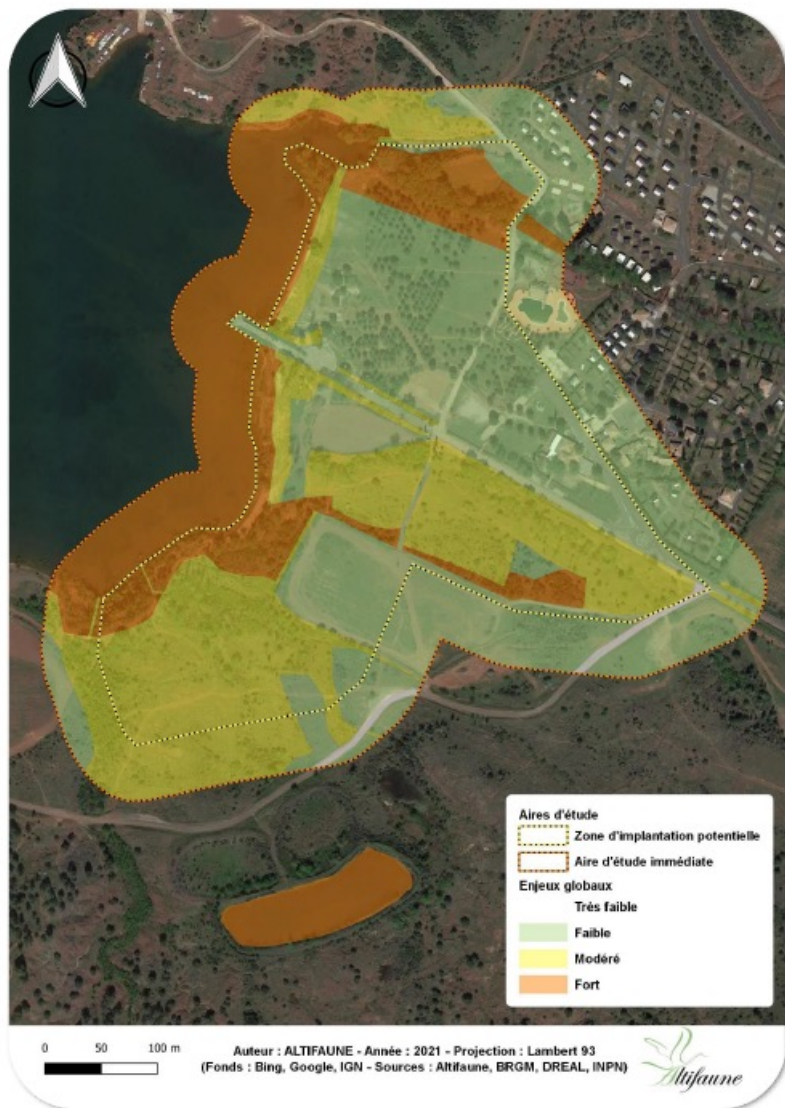 Aires d'étude
Zone d'implantation potentielle
Aire d'étude immédiate
Enjeux globaux
Très faible
Faible
Modéré
Fort
0 50 100 m
Auteur : ALTIFAUNE - Année : 2021 - Projection : Lambert 93
(Fonds : Bing, Google, IGN - Sources : Altifaune, BRGM, DREAL, INPN)
Altifaune